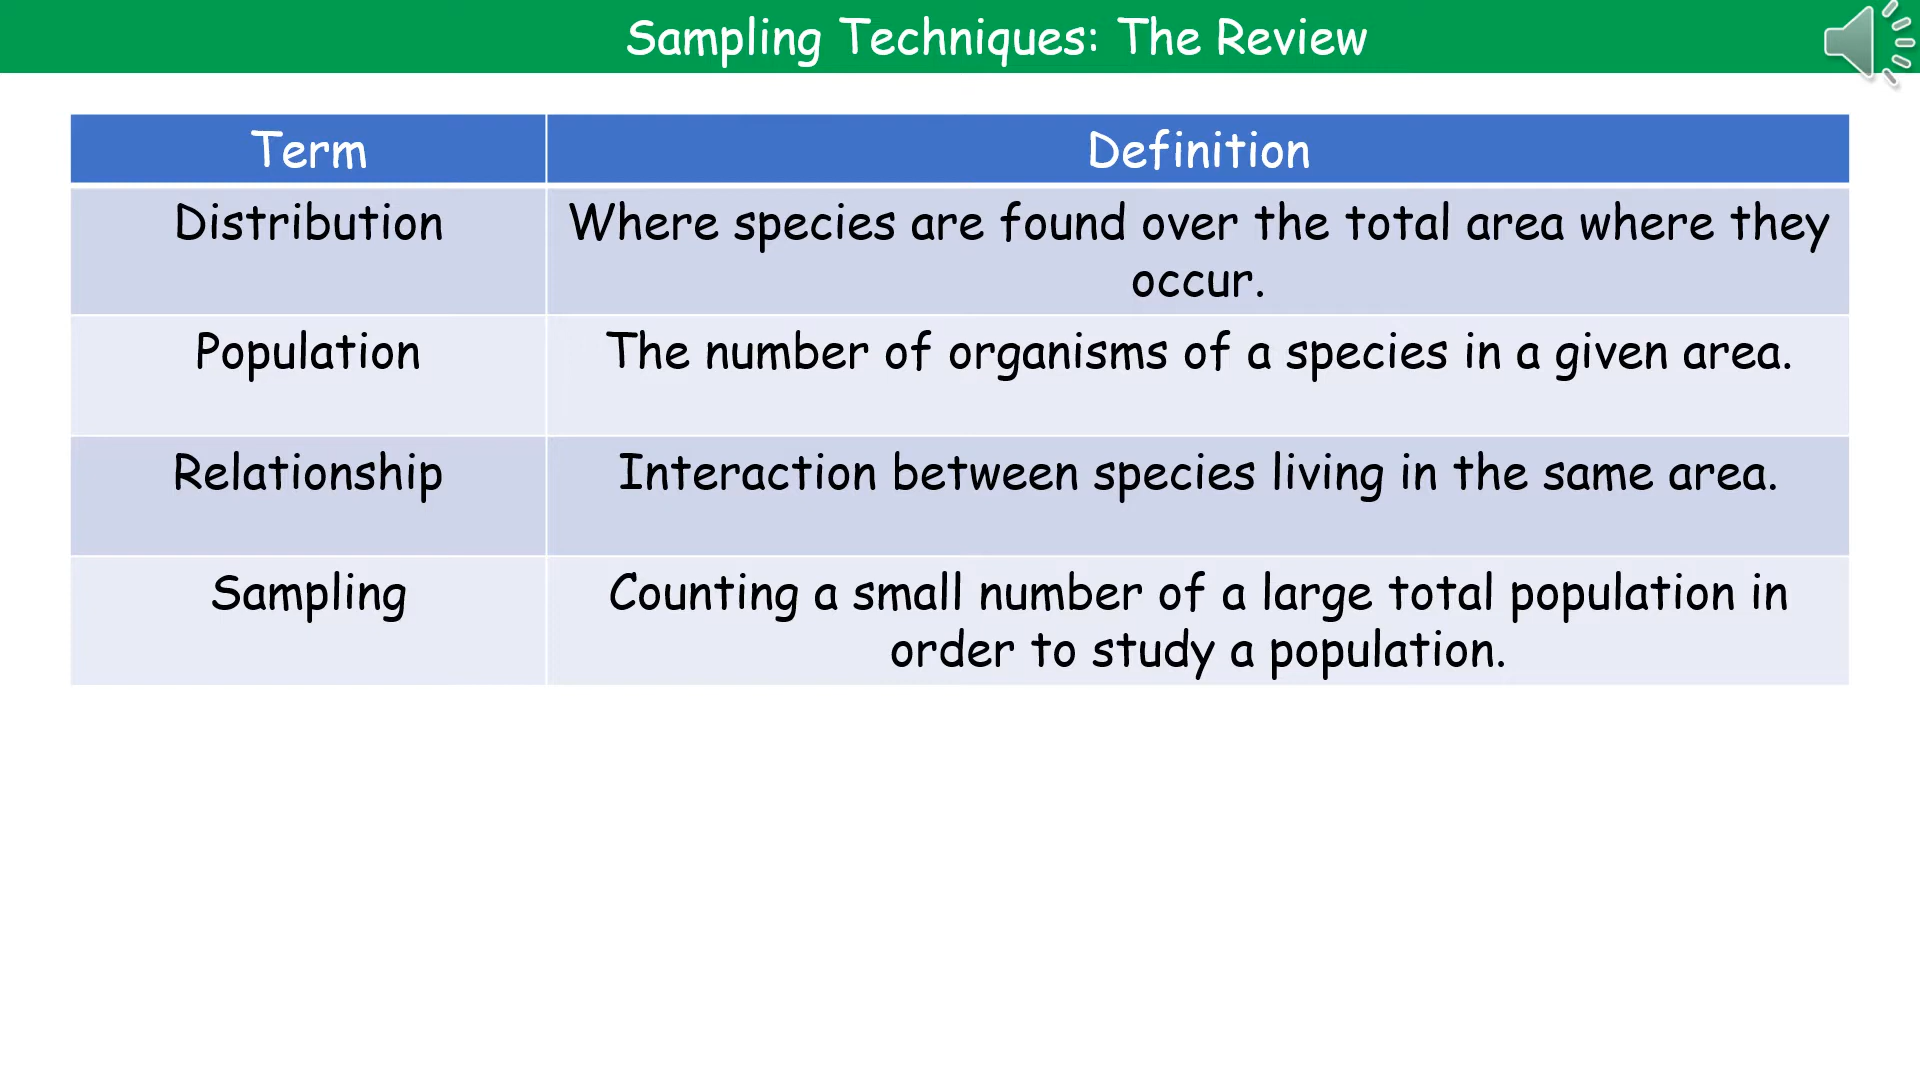 Sampling Techniques: The Review
Term
Definition
Distribution
Where species are found over the total area where they
occur.
Population
The number of organisms of a species in a given area.
Relationship
Interaction between species living in the same area.
Sampling
Counting a small number of a large total population in
order to study a population.